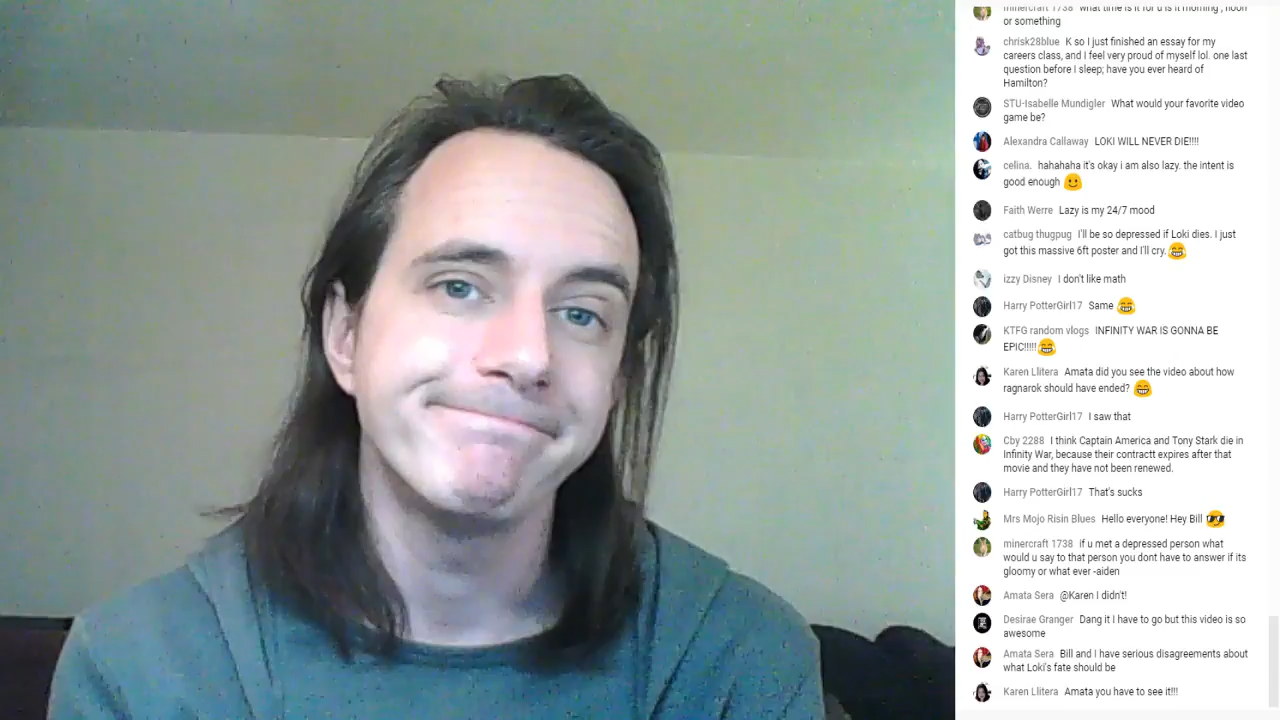 minercraft 1738 what time is it for u is it morning , noon
or something
chrisk28blue K so I just finished an essay for my
careers class, and I feel very proud of myself lol. one last
question before I sleep; have you ever heard of
Hamilton?
STU-Isabelle Mundigler What would your favorite video
game be?
Alexandra Callaway LOKI WILL NEVER DIE!!!!
celina. hahahaha it's okay i am also lazy. the intent is
good enough
Faith Werre Lazy is my 24/7 mood
catbug thugpug I'll be so depressed if Loki dies. I just
got this massive 6ft poster and I'll cry.
izzy Disney I don't like math
Harry PotterGirl17 Same
KTFG random vlogs INFINITY WAR IS GONNA BE
EPIC!!!!!
Karen Llitera Amata did you see the video about how
ragnarok should have ended?
Harry PotterGirl17 I saw that
Cby 2288 I think Captain America and Tony Stark die in
Infinity War, because their contractt expires after that
movie and they have not been renewed.
Harry PotterGirl17 That's sucks
Mrs Mojo Risin Blues Hello everyone! Hey Bill
minercraft 1738 if u met a depressed person what
would u say to that person you dont have to answer if its
gloomy or what ever -aiden
Amata Sera @Karen I didn't!
Desirae Granger Dang it I have to go but this video is so
awesome
Amata Sera Bill and I have serious disagreements about
what Loki's fate should be
Karen Llitera Amata you have to see it!!!